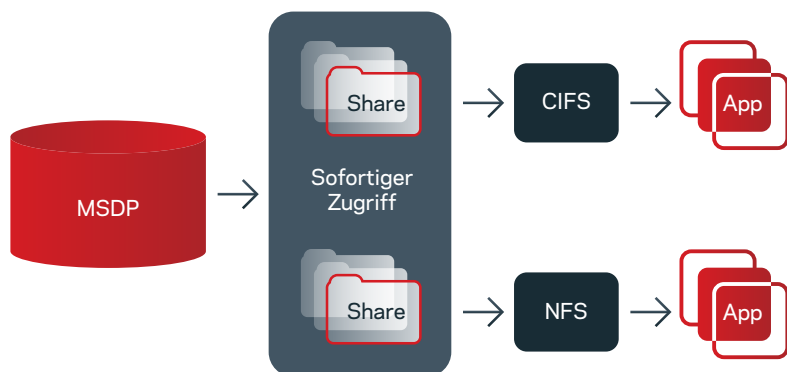 Share
CIFS
App
MSDP
Sofortiger
Zugriff
Share
NFS
App